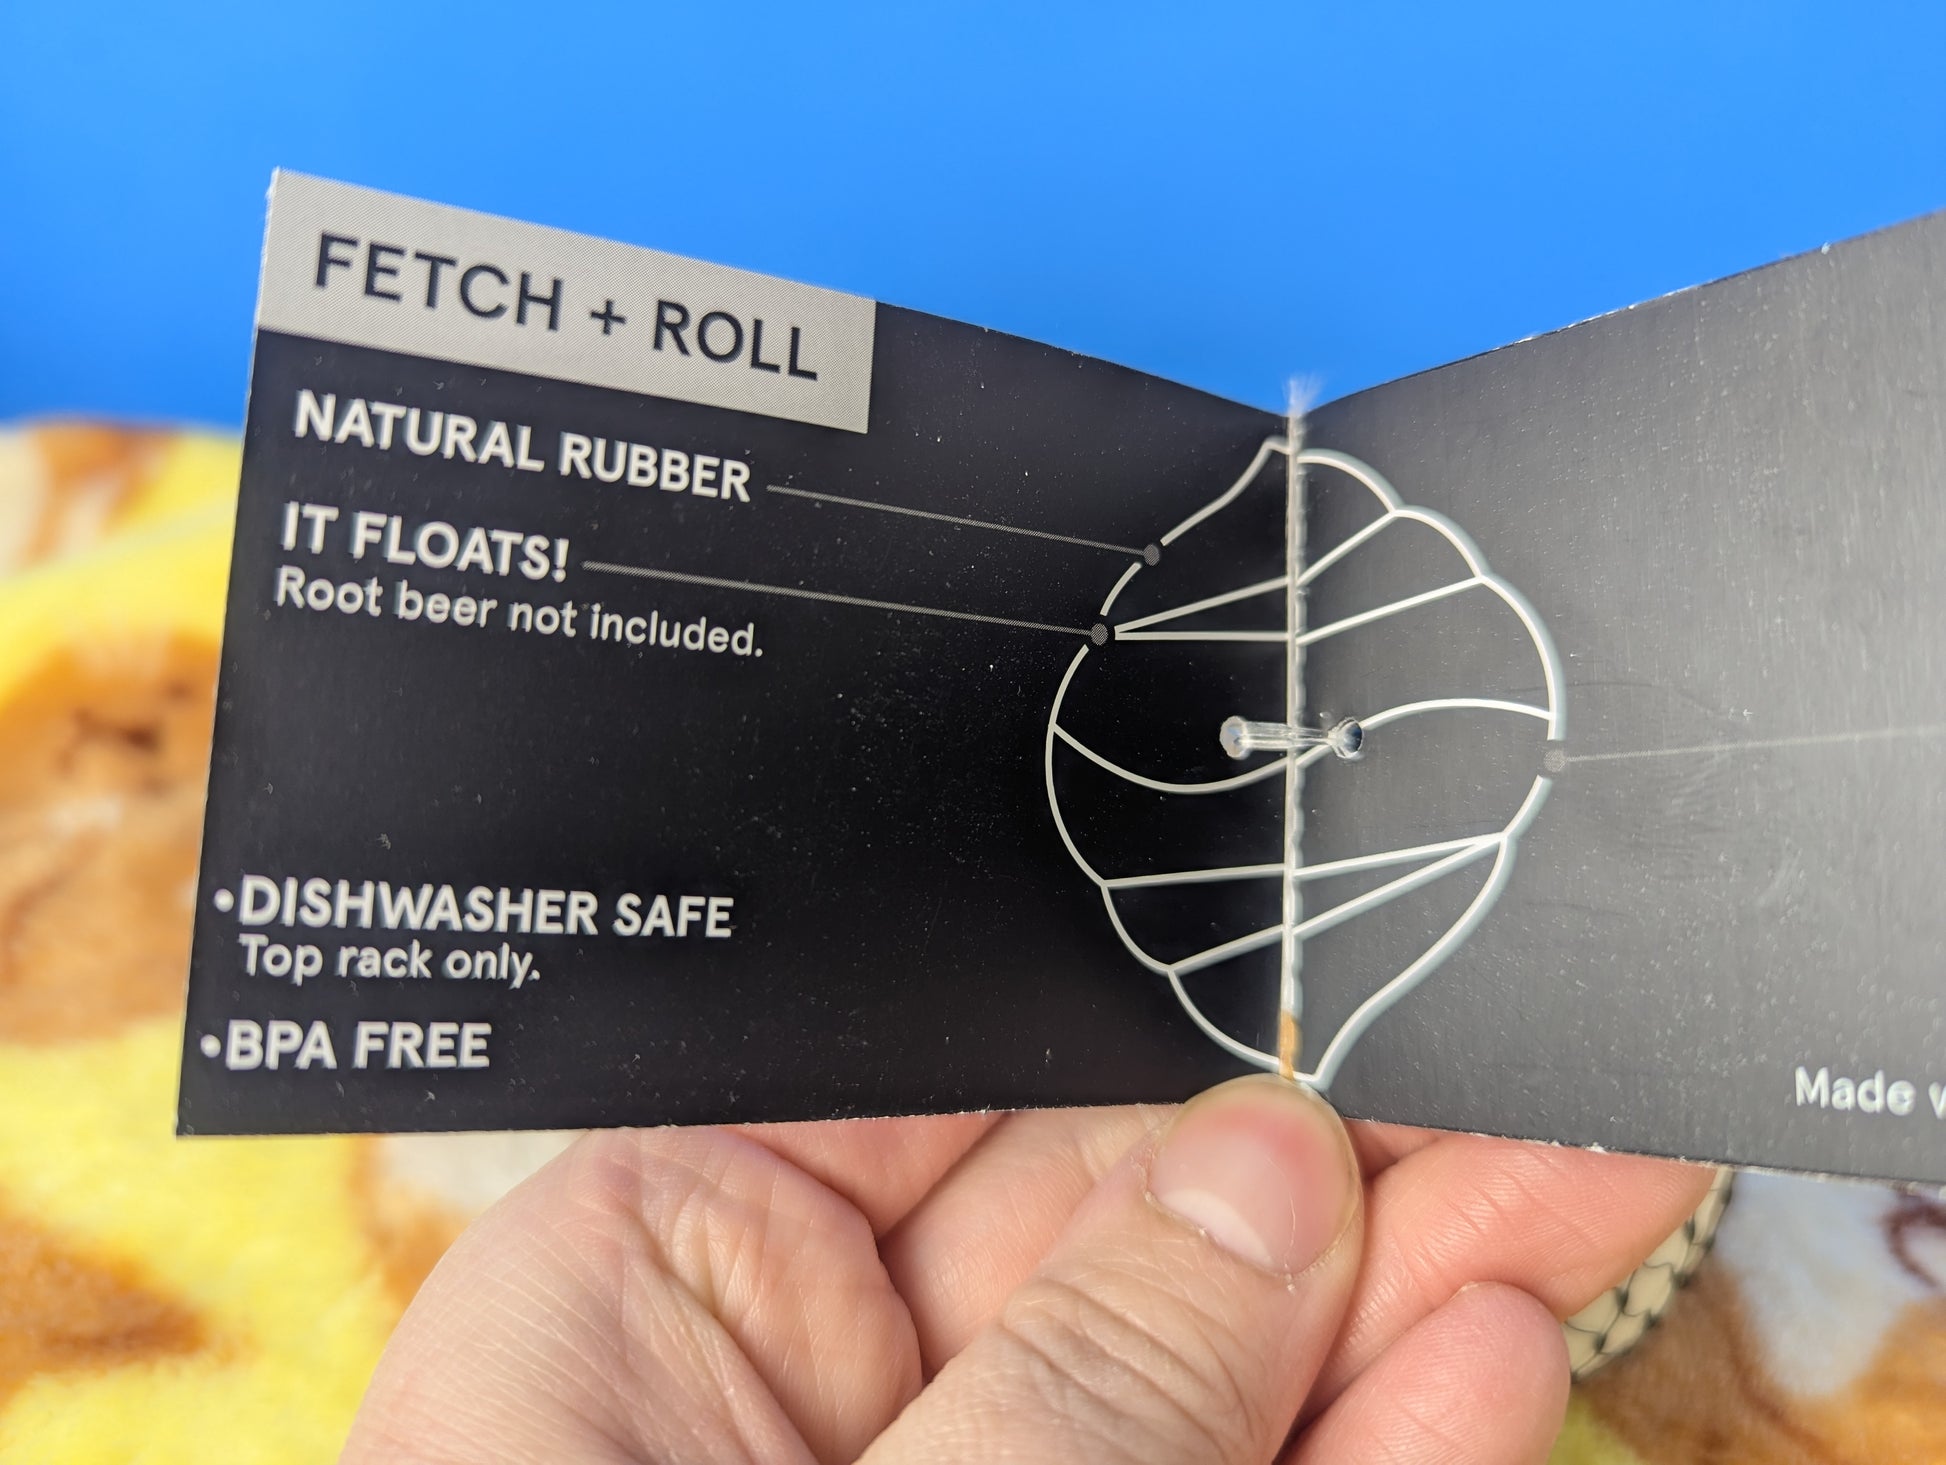 FETCH + ROLL
NATURAL RUBBER
IT FLOATS!
Root beer not included.
•DISHWASHER SAFE
Top rack only.
•BPA FREE
Made